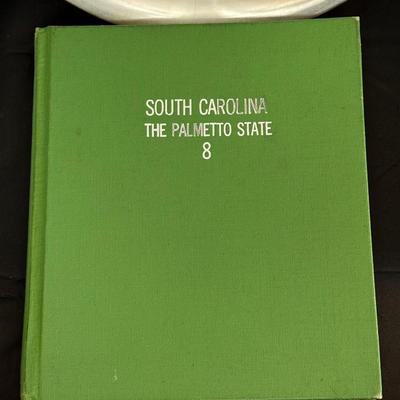 SOUTH CAROLINA
THE PALMETTO STATE
8